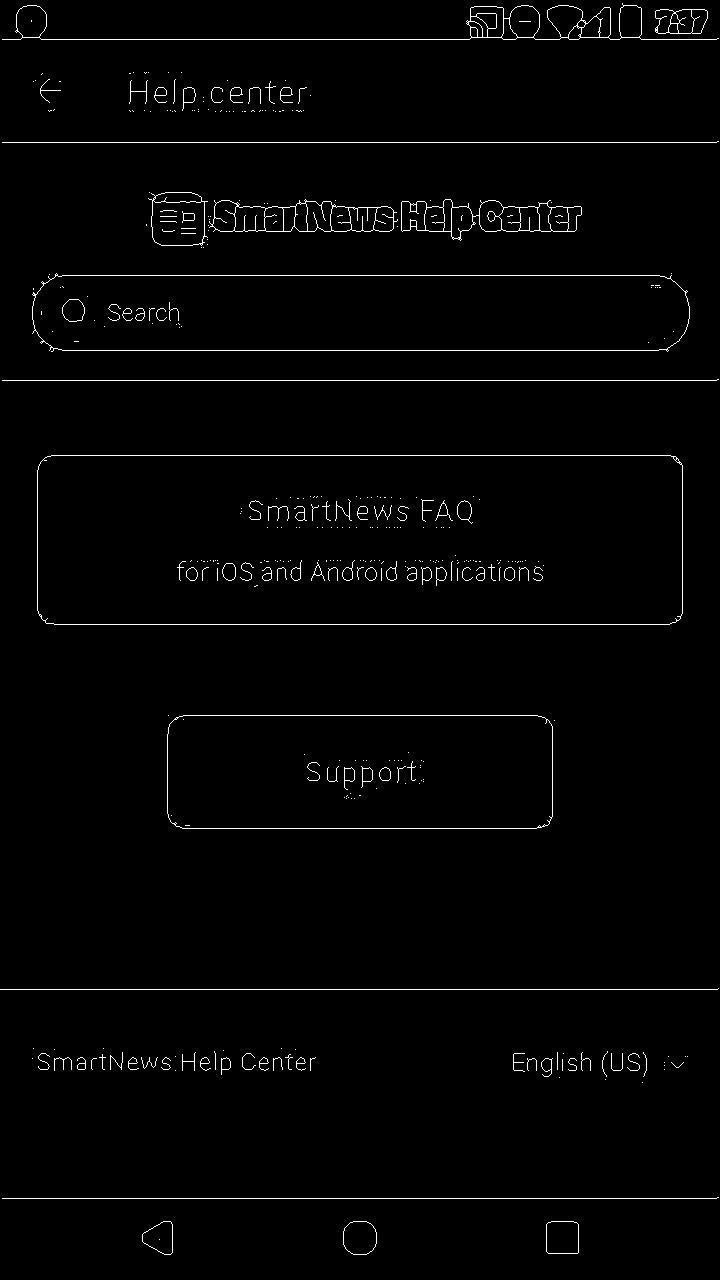 7:37
Help center
SmartNews Help Center
Search
SmartNews FAQ
for iOS and Android applications
Support
SmartNews Help Center
English (US)